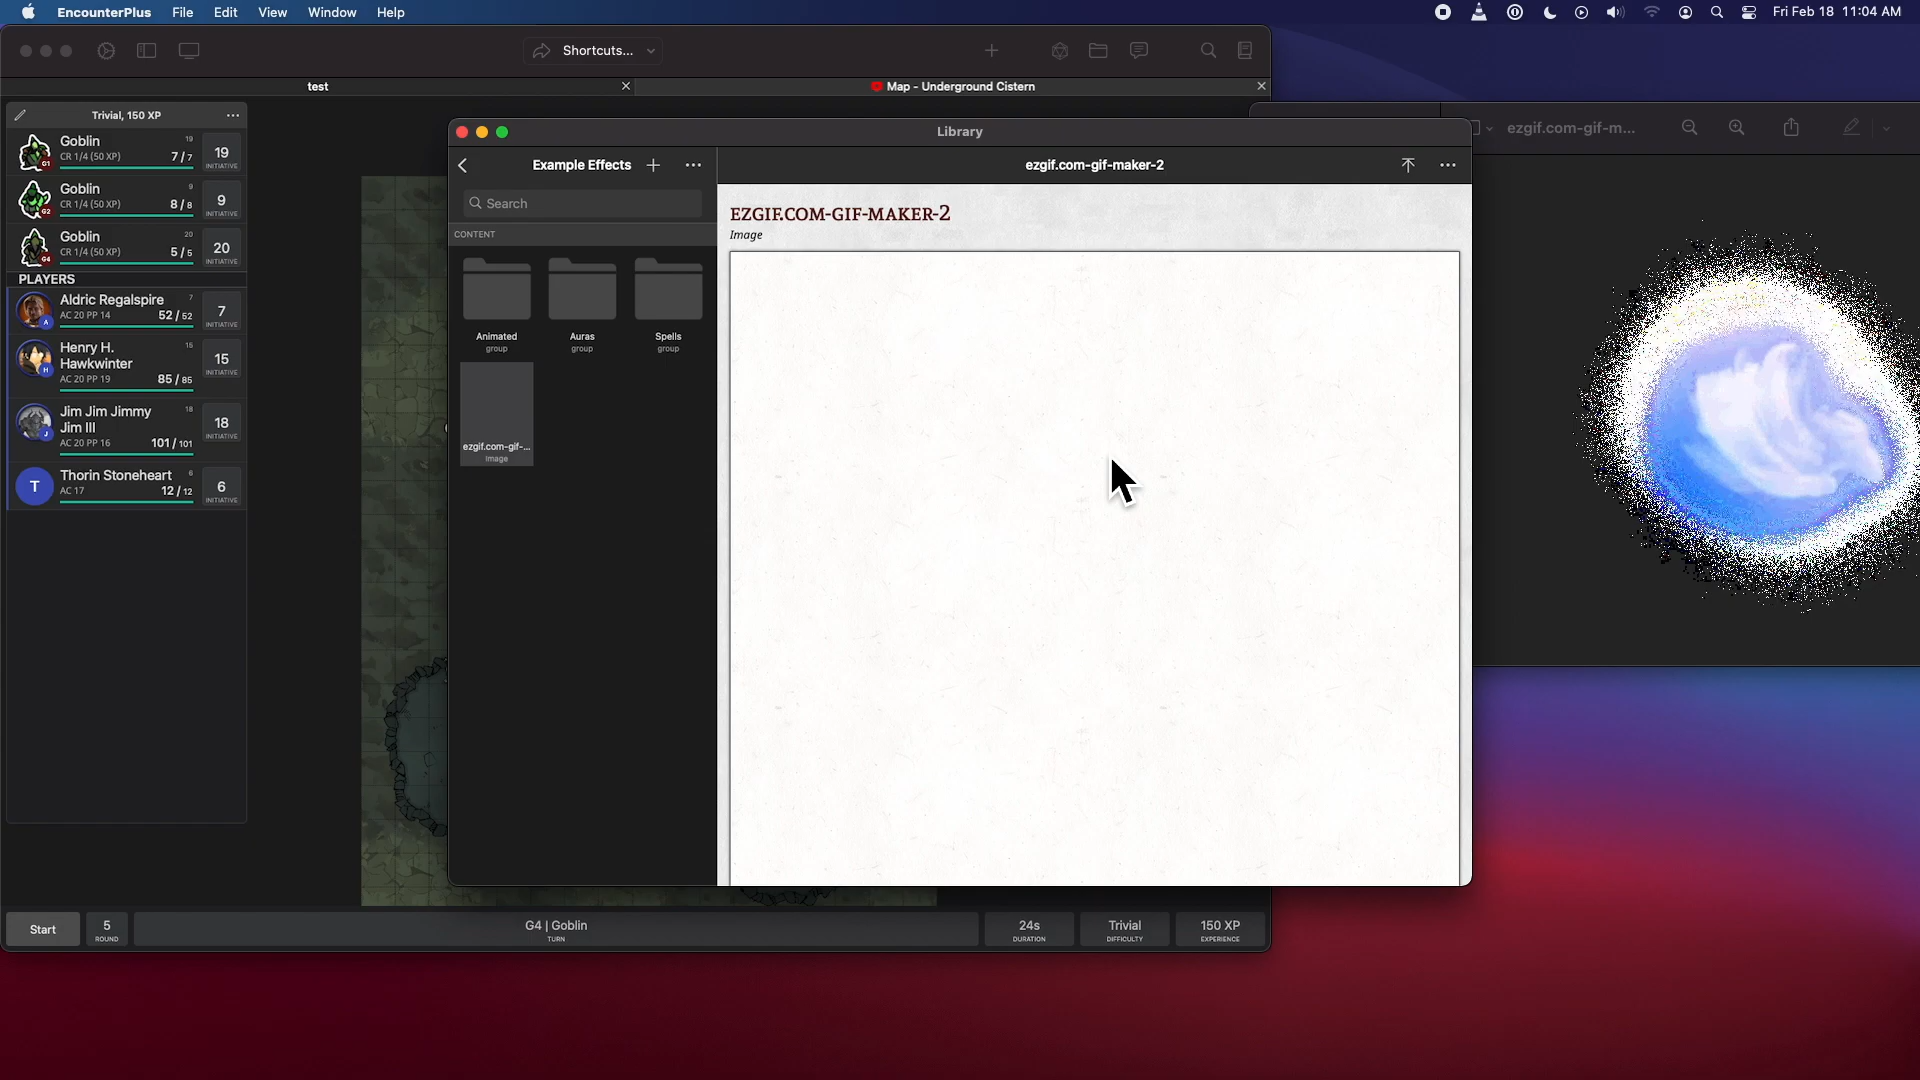 EncounterPlus File Edit View Window Help
Fri Feb 18 11:04 AM
Shortcuts...
test
Map - Underground Cistern
Trivial, 150 XP
Goblin 19
CR 1/4 (50 XP) 7/7
19
INITIATIVE
G1
Goblin 9
CR 1/4 (50 XP) 8/8
9
INITIATIVE
G2
Goblin 20
CR 1/4 (50 XP) 5/5
20
INITIATIVE
G4
PLAYERS
Aldric Regalspire 7
AC 20 PP 14 52/52
7
INITIATIVE
A
Henry H. 15
Hawkwinter
AC 20 PP 19 85/85
15
INITIATIVE
H
Jim Jim Jimmy 18
Jim III
AC 20 PP 16 101/101
18
INITIATIVE
J
Thorin Stoneheart 6
AC 17 12/12
6
INITIATIVE
T
Library
Example Effects
Search
CONTENT
Animated
group
Auras
group
Spells
group
ezgif.com-gif-...
image
ezgif.com-gif-maker-2
EZGIF.COM-GIF-MAKER-2
Image
ezgif.com-gif-m...
Start
5
ROUND
G4 | Goblin
TURN
24s
DURATION
Trivial
DIFFICULTY
150 XP
EXPERIENCE